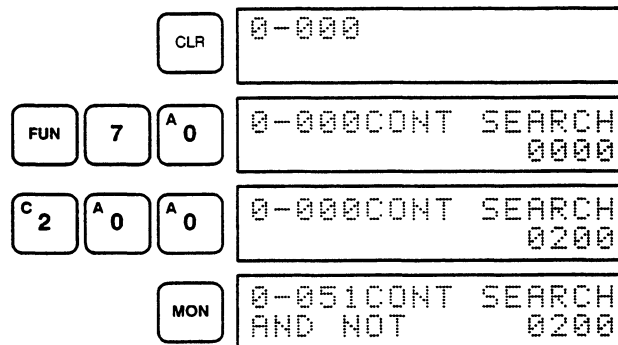 CLR 0-000
FUN 7 A 0 0-000CONT SEARCH
0000
C 2 A 0 A 0 0-000CONT SEARCH
0200
MON 0-051CONT SEARCH
AND NOT 0200